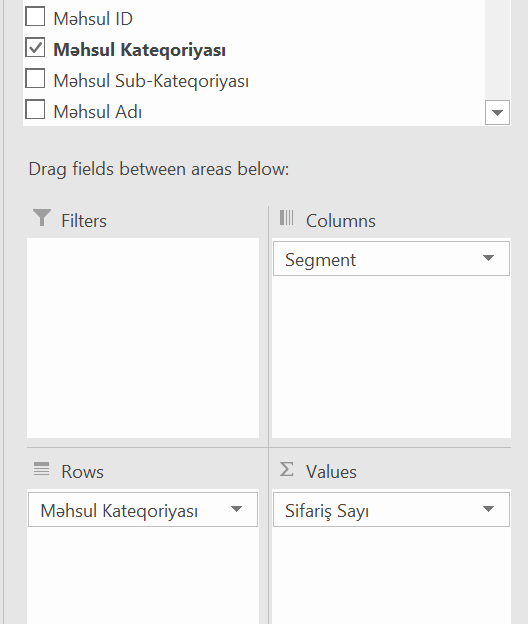 Məhsul ID
Məhsul Kateqoriyası
Məhsul Sub-Kateqoriyası
Məhsul Adı
Drag fields between areas below:
Filters
Columns
Segment
Rows
Values
Məhsul Kateqoriyası
Sifariş Sayı